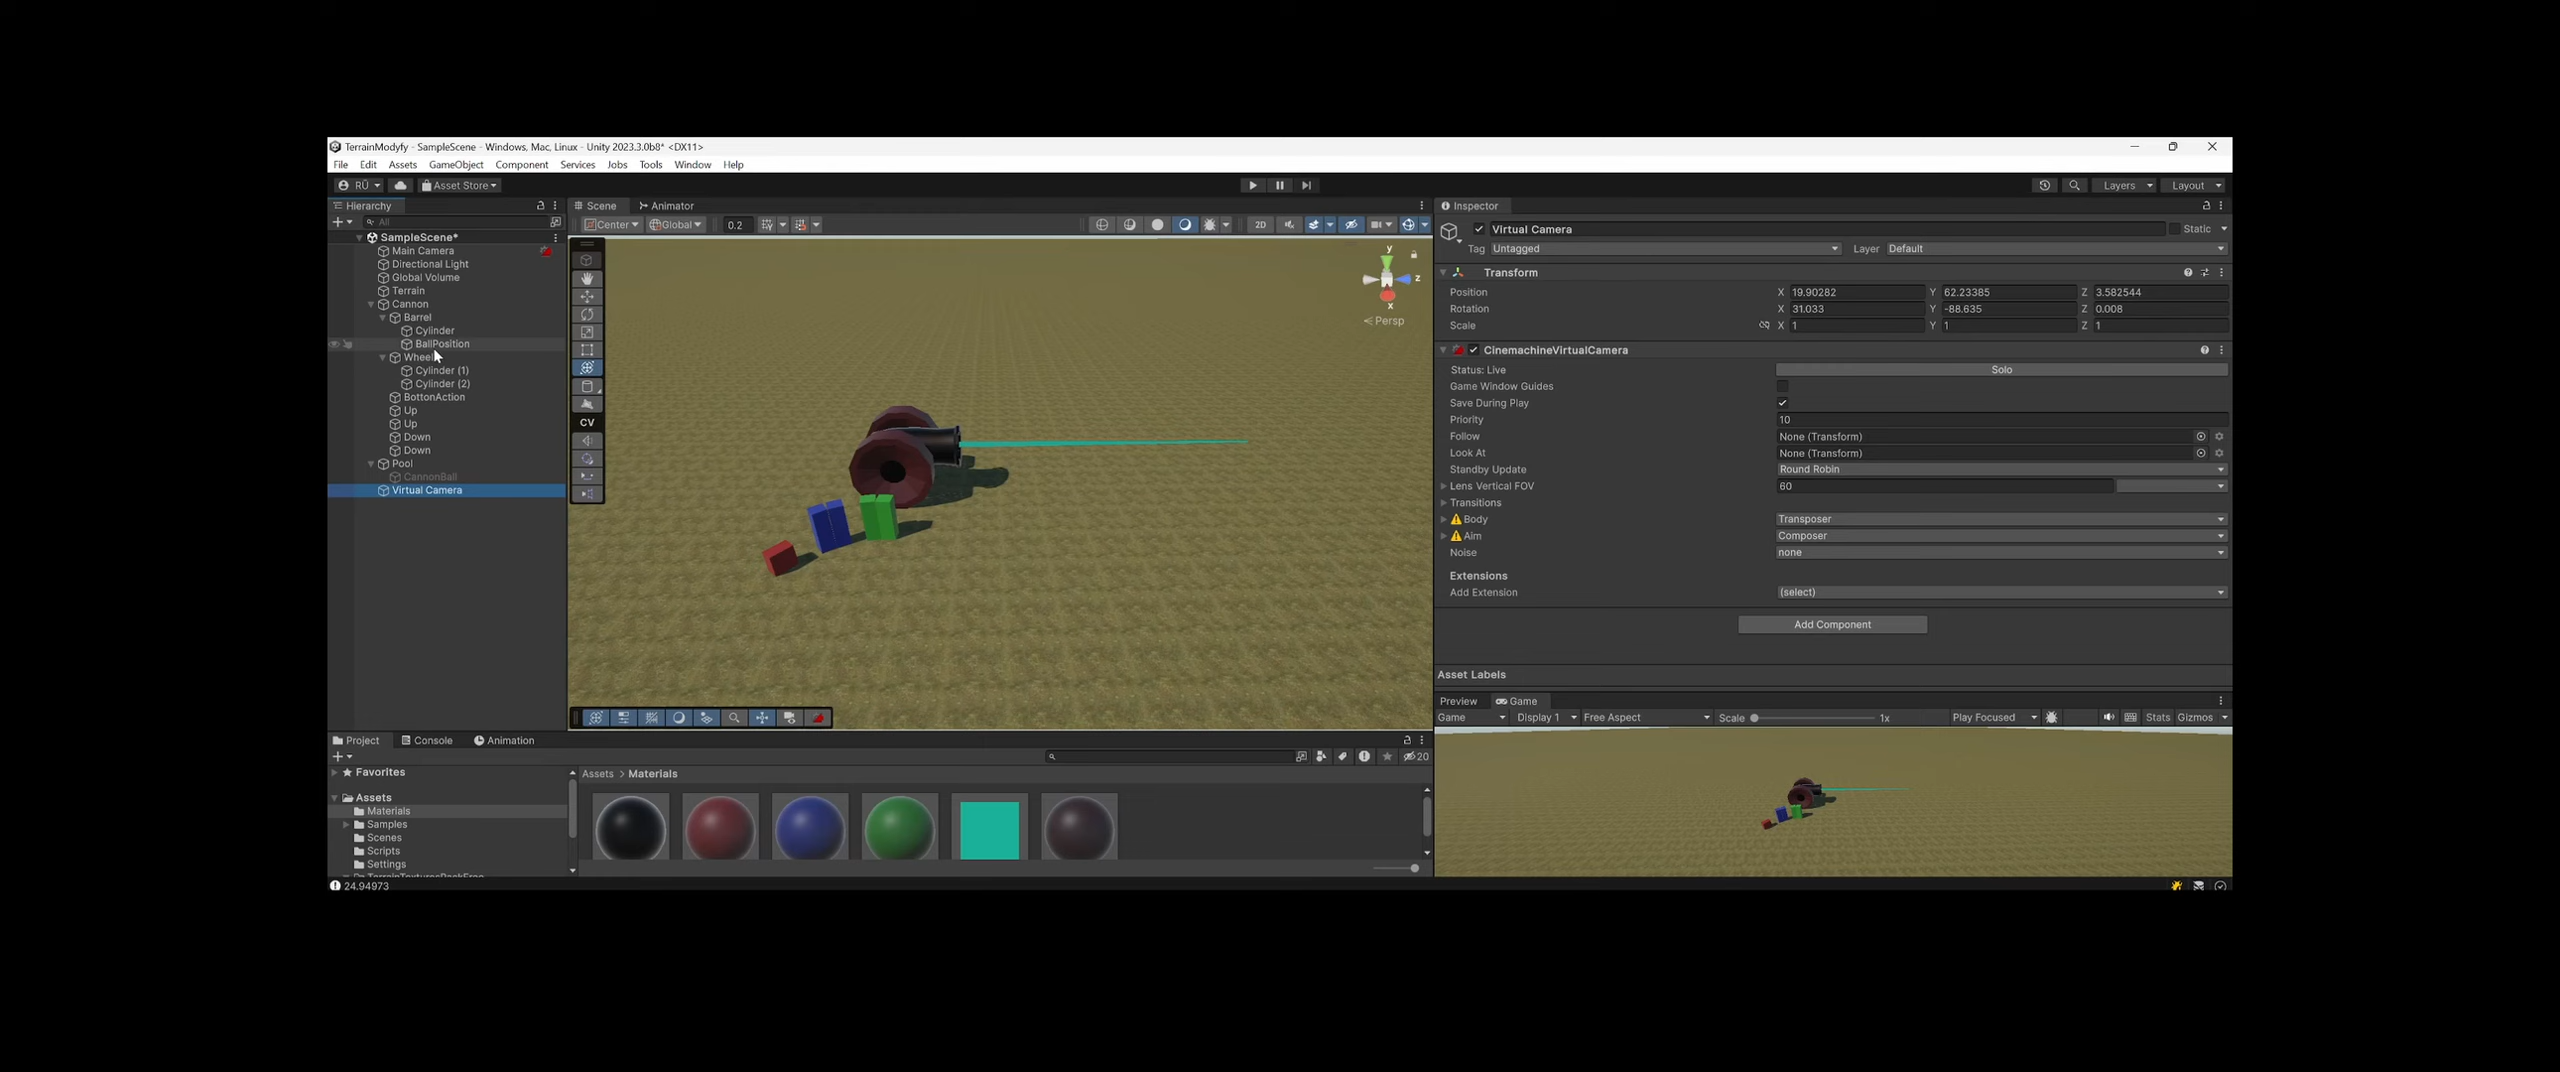 TerrainModyfy - SampleScene - Windows, Mac, Linux - Unity 2023.3.0b8* <DX11>
File Edit Assets GameObject Component Services Jobs Tools Window Help
RÜ Asset Store Layers Layout
Hierarchy
All
SampleScene*
Main Camera
Directional Light
Global Volume
Terrain
Cannon
Barrel
Cylinder
BallPosition
Wheel
Cylinder (1)
Cylinder (2)
BottonAction
Up
Up
Down
Down
Pool
CannonBall
Virtual Camera
Scene Animator
Center Global 0.2 2D
y
z
x
Persp
CV
Inspector
Virtual Camera Static
Tag Untagged Layer Default
Transform
Position X 19.90282 Y 62.23385 Z 3.582544
Rotation X 31.033 Y -88.635 Z 0.008
Scale X 1 Y 1 Z 1
CinemachineVirtualCamera
Status: Live Solo
Game Window Guides
Save During Play
Priority 10
Follow None (Transform)
Look At None (Transform)
Standby Update Round Robin
Lens Vertical FOV 60
Transitions
Body Transposer
Aim Composer
Noise none
Extensions
Add Extension (select)
Add Component
Asset Labels
Preview Game
Game Display 1 Free Aspect Scale 1x Play Focused Stats Gizmos
Project Console Animation
20
Favorites
Assets
Materials
Samples
Scenes
Scripts
Settings
Assets > Materials
24.94973